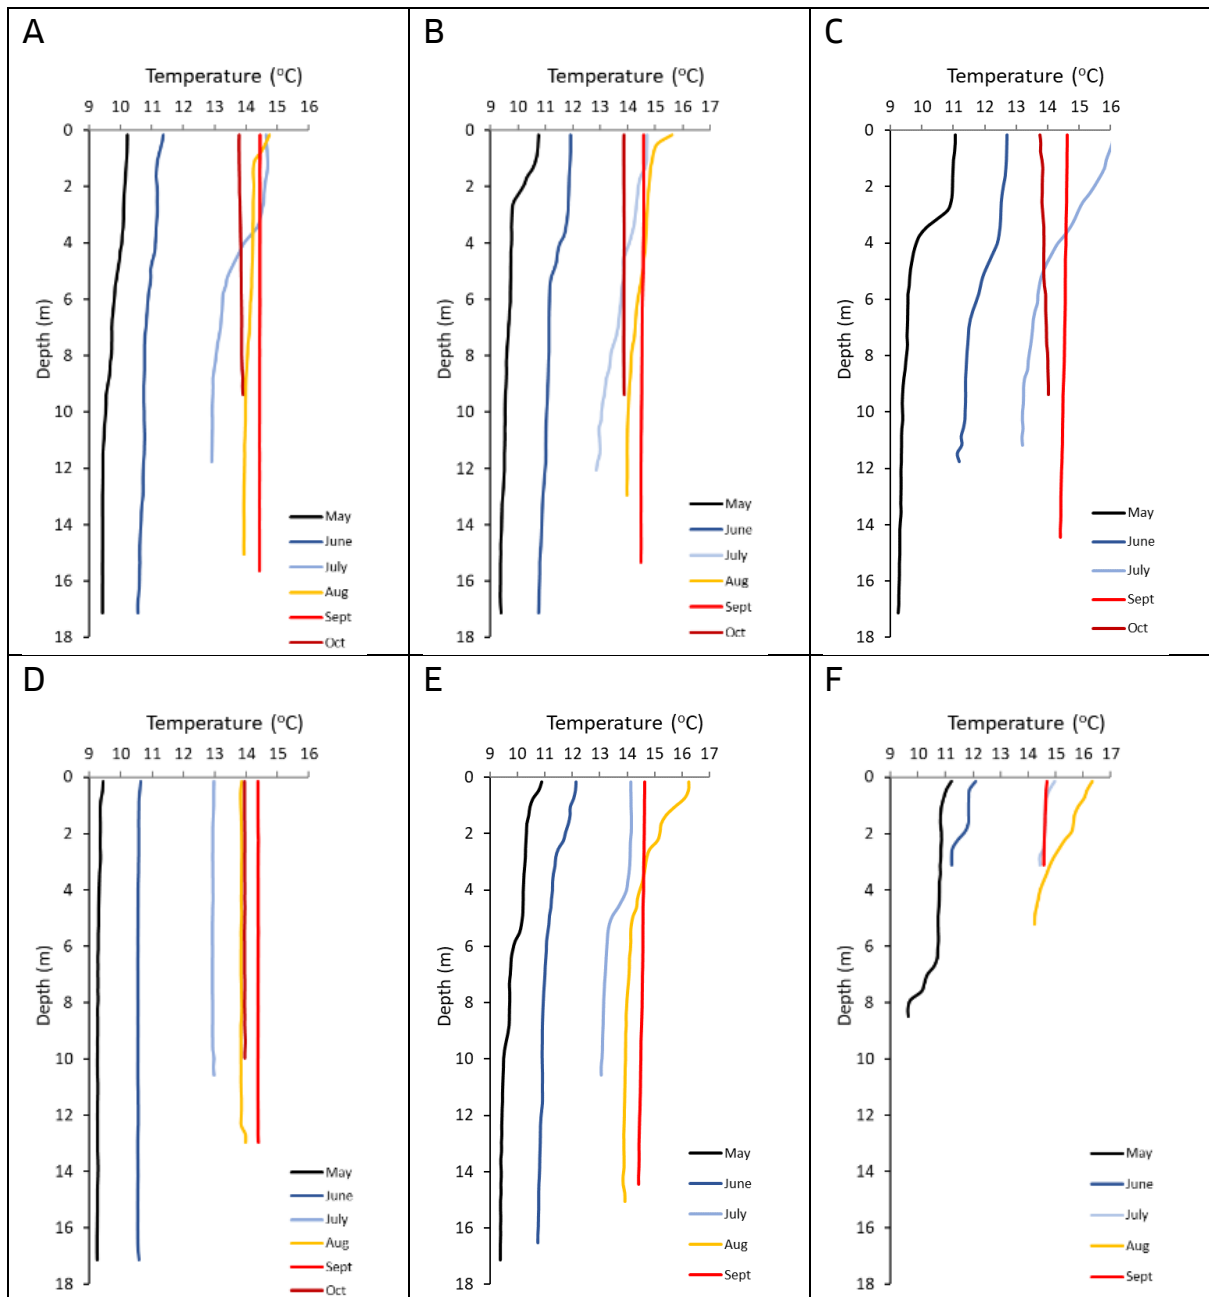 A
Temperature (°C)
9 10 11 12 13 14 15 16
0
2
4
6
8
10
12
14
16
18
Depth (m)
May
June
July
Aug
Sept
Oct
B
Temperature (°C)
9 10 11 12 13 14 15 16 17
0
2
4
6
8
10
12
14
16
18
Depth (m)
May
June
July
Aug
Sept
Oct
C
Temperature (°C)
9 10 11 12 13 14 15 16
0
2
4
6
8
10
12
14
16
18
Depth (m)
May
June
July
Sept
Oct
D
Temperature (°C)
9 10 11 12 13 14 15 16
0
2
4
6
8
10
12
14
16
18
Depth (m)
May
June
July
Aug
Sept
Oct
E
Temperature (°C)
9 10 11 12 13 14 15 16 17
0
2
4
6
8
10
12
14
16
18
Depth (m)
May
June
July
Aug
Sept
F
Temperature (°C)
9 10 11 12 13 14 15 16 17
0
2
4
6
8
10
12
14
16
18
Depth (m)
May
June
July
Aug
Sept